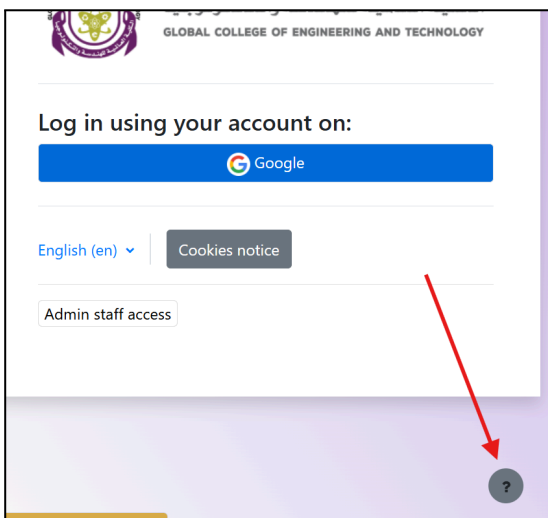 GLOBAL COLLEGE OF ENGINEERING AND TECHNOLOGY
Log in using your account on:
Google
English (en)
Cookies notice
Admin staff access
?